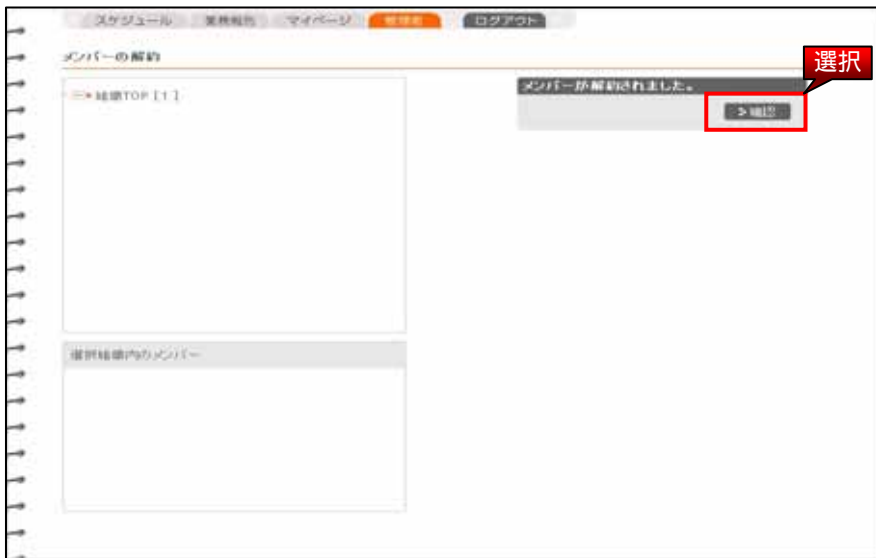 スケジュール 業務報告 マイページ 管理者 ログアウト
メンバーの解約
選択
組織TOP [ 1 ]
メンバーが解約されました。
確認
選択組織内のメンバー